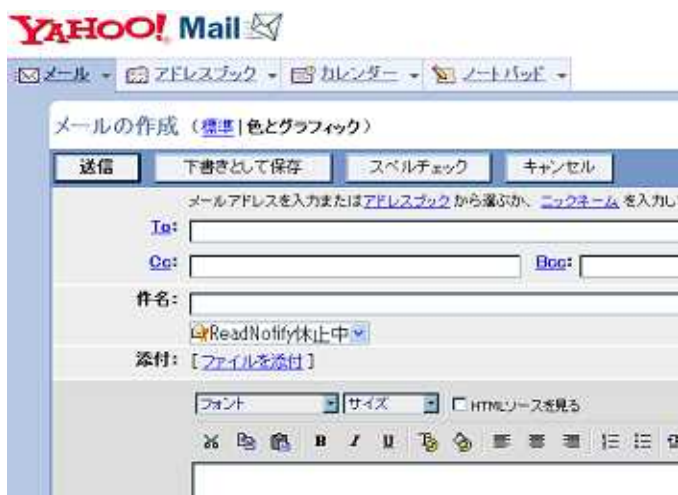 YAHOO! Mail
メール アドレスブック カレンダー ノートパッド
メールの作成 (標準|色とグラフィック)
送信 下書きとして保存 スペルチェック キャンセル
メールアドレスを入力またはアドレスブックから選ぶか、ニックネームを入力し
To:
Cc: Bcc:
件名:
ReadNotify休止中
添付: [ファイルを添付]
フォント サイズ HTMLソースを見る
B I U